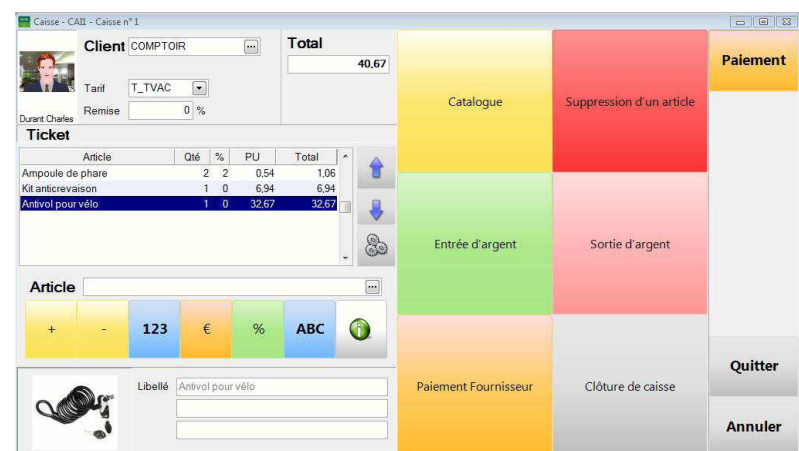 Caisse - CAI1 - Caisse n° 1
Client COMPTOIR ...
Total
40,67
Tarif T_TVAC
Remise 0 %
Durant Charles
Ticket
Article Qté % PU Total
Ampoule de phare 2 2 0,54 1,06
Kit anticrevaison 1 0 6,94 6,94
Antivol pour vélo 1 0 32,67 32,67
Article ...
+ - 123 € % ABC
Libellé Antivol pour vélo
Catalogue
Suppression d'un article
Entrée d'argent
Sortie d'argent
Paiement Fournisseur
Clôture de caisse
Paiement
Quitter
Annuler